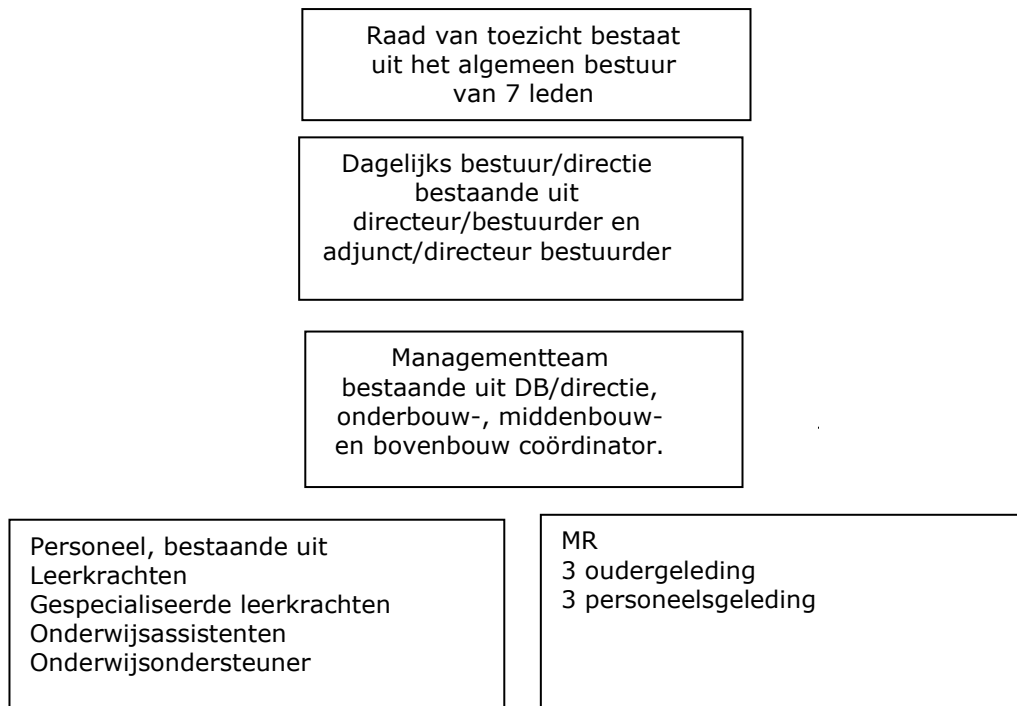 Raad van toezicht bestaat
uit het algemeen bestuur
van 7 leden
Dagelijks bestuur/directie
bestaande uit
directeur/bestuurder en
adjunct/directeur bestuurder
Managementteam
bestaande uit DB/directie,
onderbouw-, middenbouw-
en bovenbouw coördinator.
Personeel, bestaande uit
Leerkrachten
Gespecialiseerde leerkrachten
Onderwijsassistenten
Onderwijsondersteuner
MR
3 oudergeleding
3 personeelsgeleding